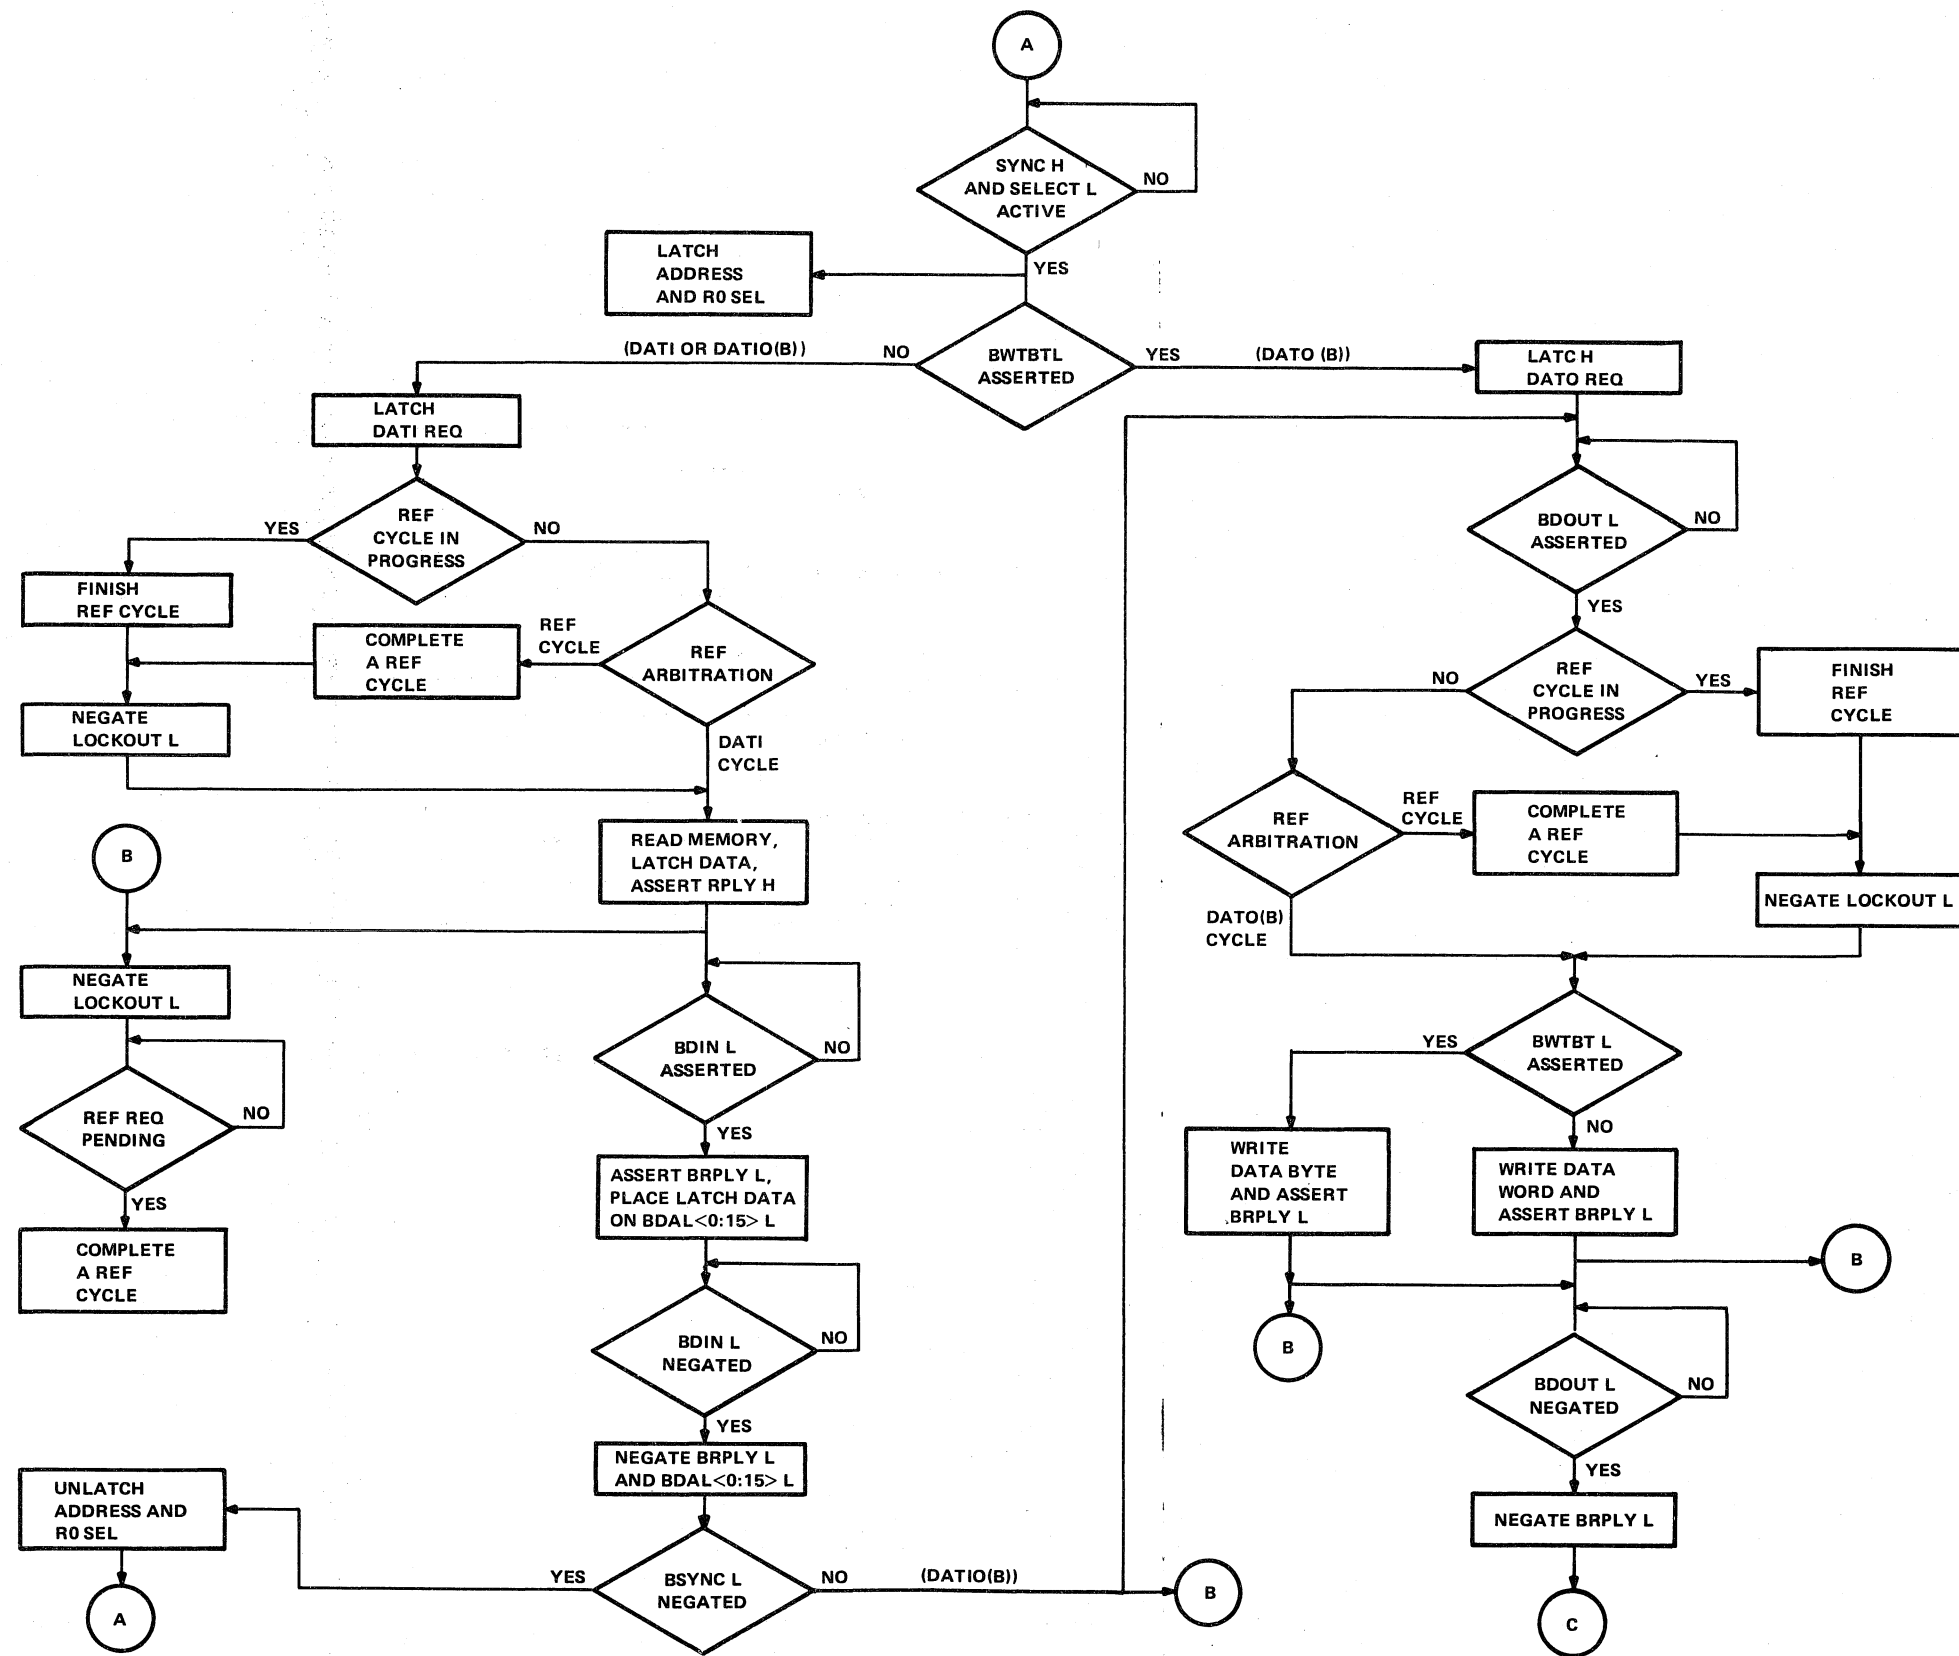 A
SYNC H
AND SELECT L
ACTIVE
NO
YES
LATCH
ADDRESS
AND R0 SEL
BWTBTL
ASSERTED
NO
(DATI OR DATIO(B))
YES
(DATO (B))
LATCH
DATI REQ
REF
CYCLE IN
PROGRESS
YES
NO
FINISH
REF CYCLE
COMPLETE
A REF
CYCLE
REF
CYCLE
REF
ARBITRATION
NEGATE
LOCKOUT L
DATI
CYCLE
READ MEMORY,
LATCH DATA,
ASSERT RPLY H
B
NEGATE
LOCKOUT L
REF REQ
PENDING
NO
YES
COMPLETE
A REF
CYCLE
BDIN L
ASSERTED
NO
YES
ASSERT BRPLY L,
PLACE LATCH DATA
ON BDAL<0:15> L
BDIN L
NEGATED
NO
YES
NEGATE BRPLY L
AND BDAL<0:15> L
BSYNC L
NEGATED
YES
NO
(DATIO(B))
B
UNLATCH
ADDRESS AND
R0 SEL
A
LATC H
DATO REQ
BDOUT L
ASSERTED
NO
YES
REF
CYCLE IN
PROGRESS
NO
YES
FINISH
REF
CYCLE
REF
ARBITRATION
REF
CYCLE
COMPLETE
A REF
CYCLE
NEGATE LOCKOUT L
DATO(B)
CYCLE
BWTBT L
ASSERTED
YES
NO
WRITE
DATA BYTE
AND ASSERT
BRPLY L
WRITE DATA
WORD AND
ASSERT BRPLY L
B
B
BDOUT L
NEGATED
NO
YES
NEGATE BRPLY L
C